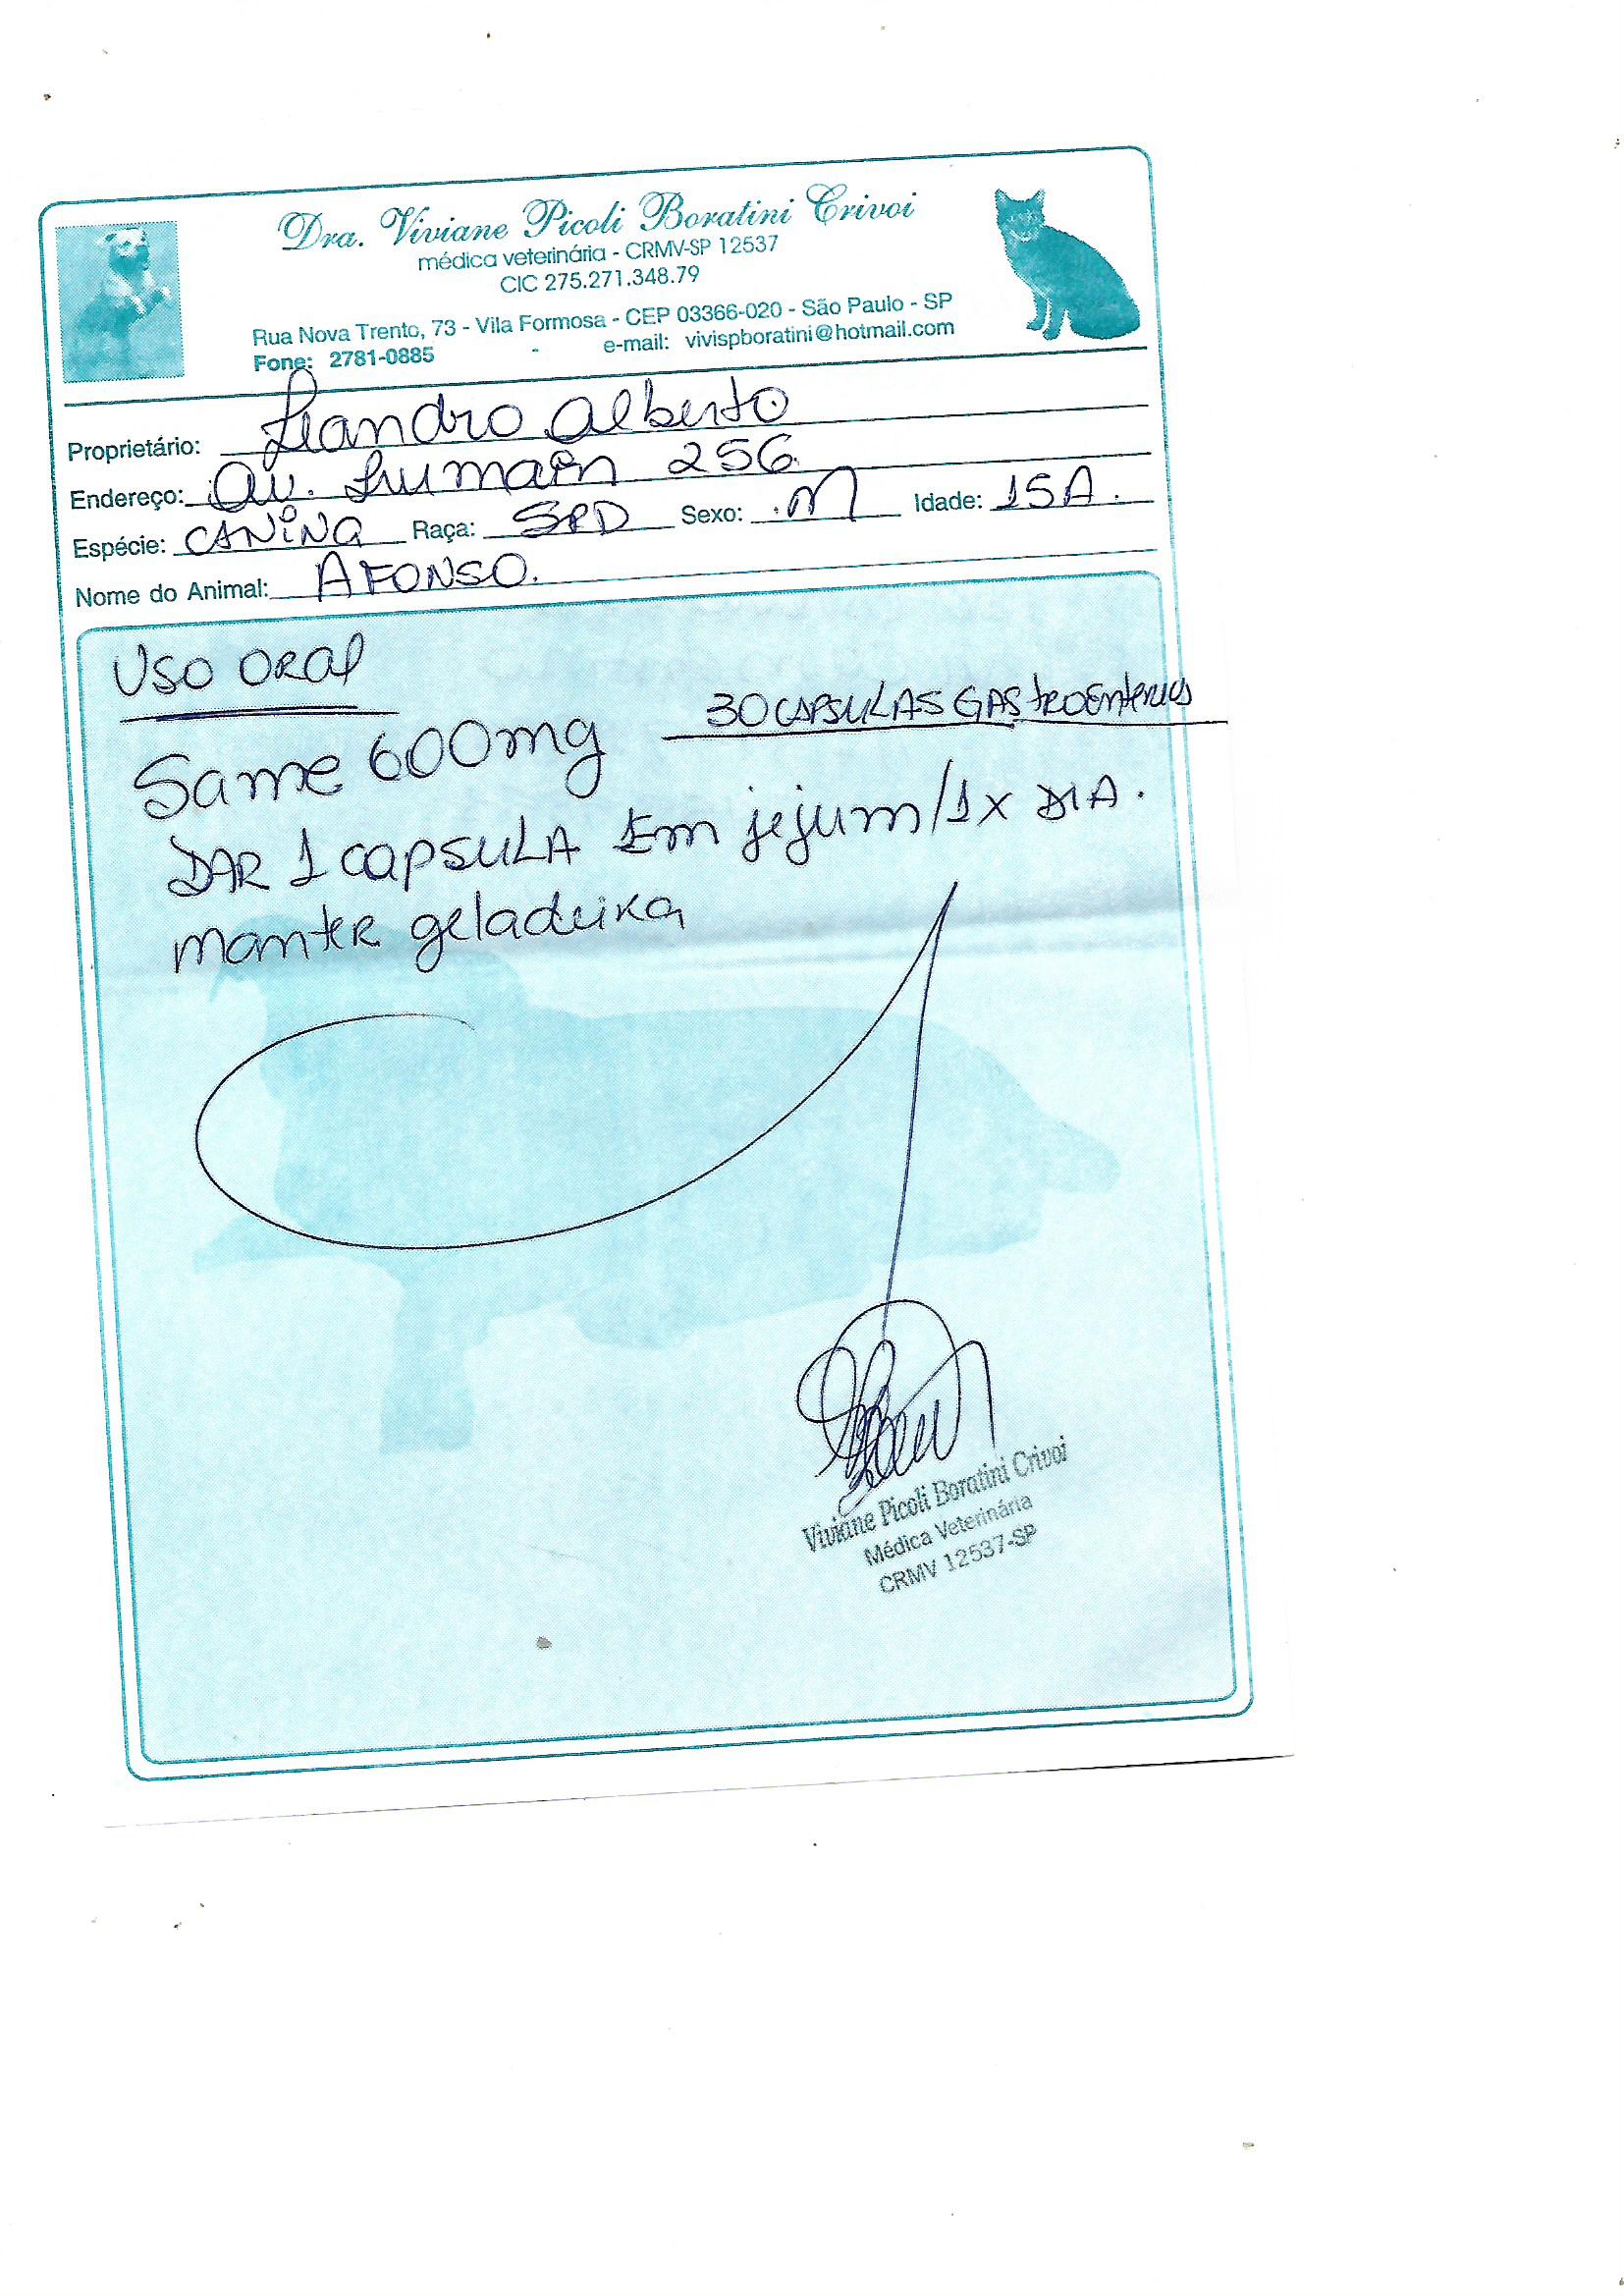 Dra. Viviane Picoli Boratini Crivoi
médica veterinária - CRMV-SP 12537
CIC 275.271.348.79
Rua Nova Trento, 73 - Vila Formosa - CEP 03366-020 - São Paulo - SP
Fone: 2781-0885 - e-mail: vivispboratini@hotmail.com
Proprietário: Leandro Alberto
Endereço: Av. 256
Espécie: CANINA Raça: SRD Sexo: M Idade: 15A.
Nome do Animal: AFONSO.
USO ORAL
Same 600mg 30 CAPSULAS GASTROENTERICAS
DAR 1 CAPSULA Em jejum/1x DIA.
manter geladeira
Viviane Picoli Boratini Crivoi
Médica Veterinária
CRMV 12537-SP